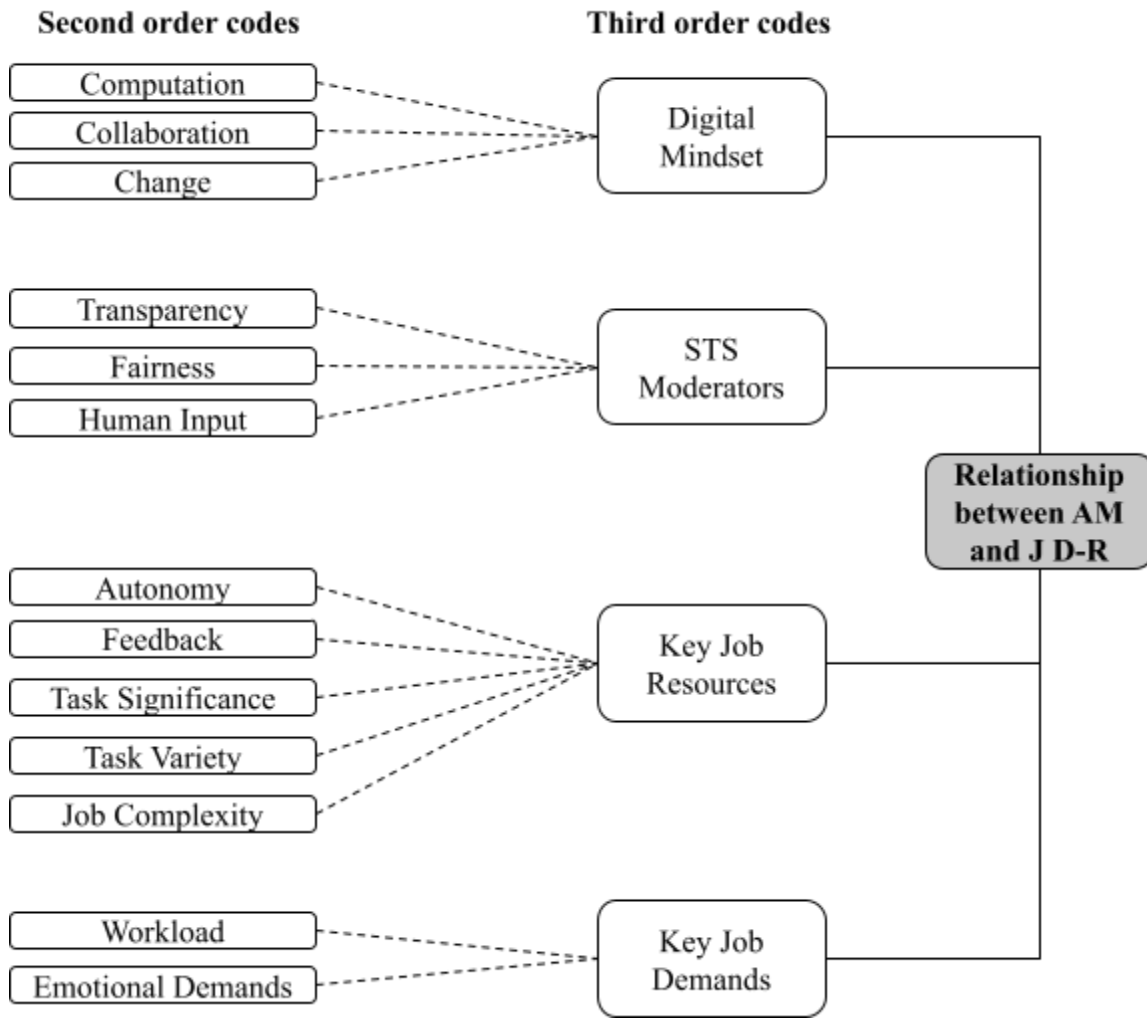 Second order codes
Third order codes
Computation
Collaboration
Change
Digital
Mindset
Transparency
Fairness
Human Input
STS
Moderators
Relationship
between AM
and J D-R
Autonomy
Feedback
Task Significance
Task Variety
Job Complexity
Key Job
Resources
Workload
Emotional Demands
Key Job
Demands